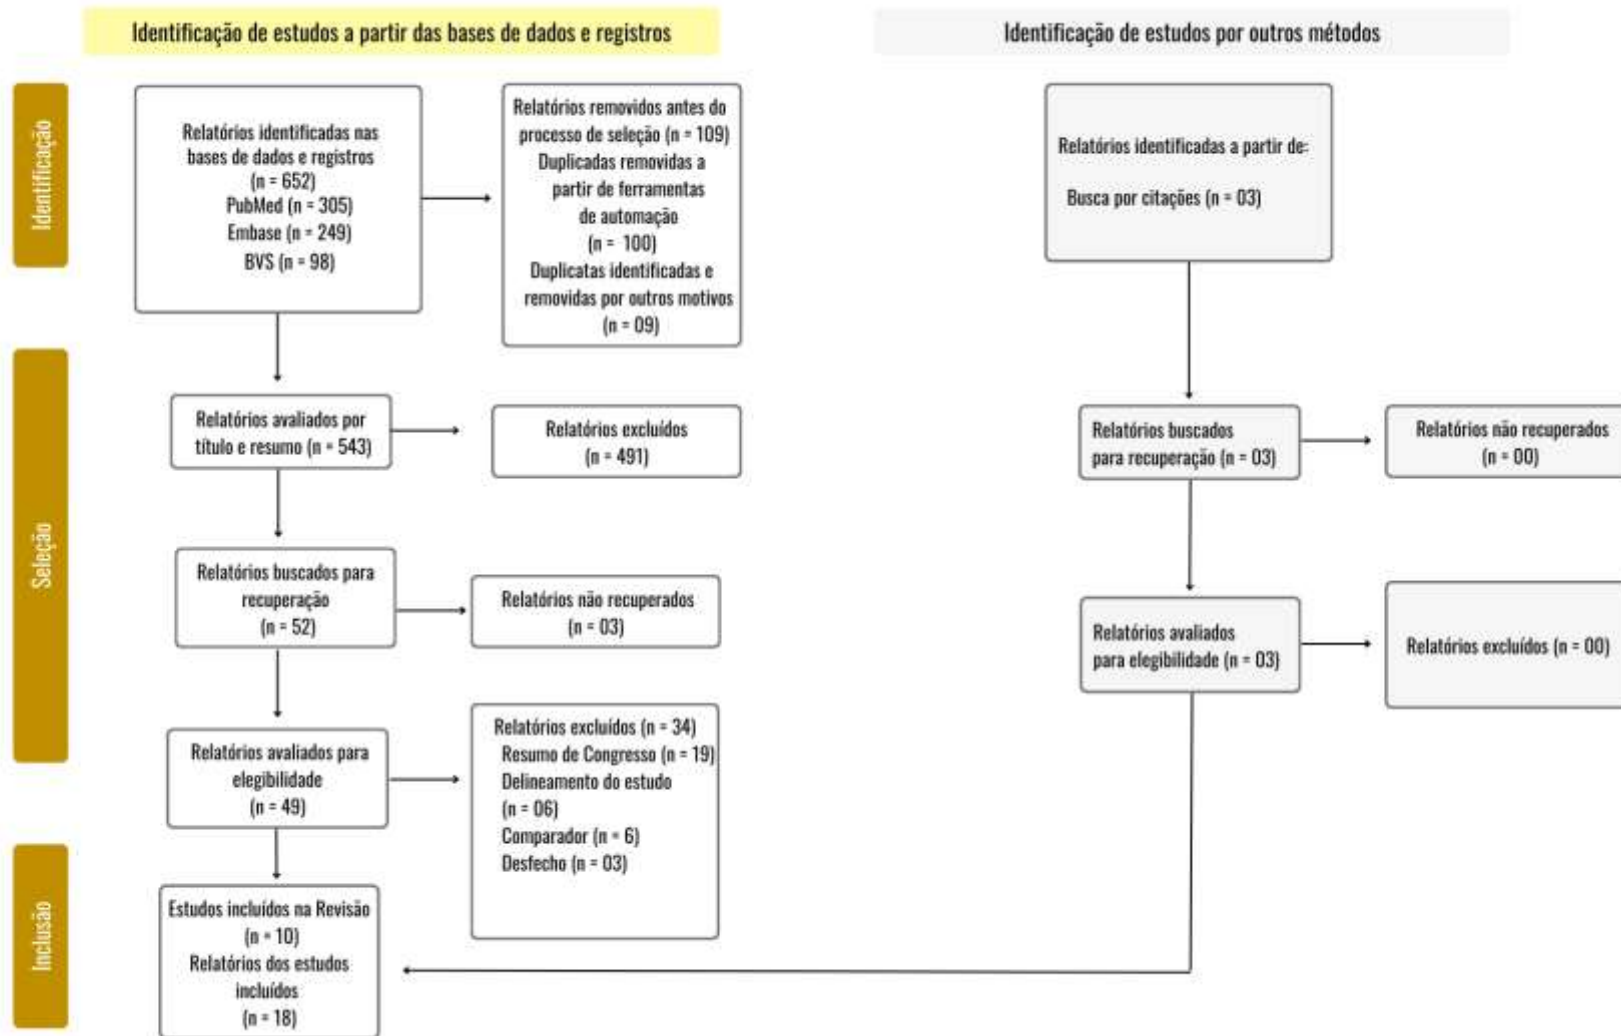 Identificação de estudos a partir das bases de dados e registros
Identificação de estudos por outros métodos
Identificação
Relatórios identificadas nas
bases de dados e registros
(n = 652)
PubMed (n = 305)
Embase (n = 249)
BVS (n = 98)
Relatórios removidos antes do
processo de seleção (n = 109)
Duplicadas removidas a
partir de ferramentas
de automação
(n = 100)
Duplicatas identificadas e
removidas por outros motivos
(n = 09)
Relatórios identificadas a partir de:
Busca por citações (n = 03)
Seleção
Relatórios avaliados por
título e resumo (n = 543)
Relatórios excluídos
(n = 491)
Relatórios buscados
para recuperação (n = 03)
Relatórios não recuperados
(n = 00)
Relatórios buscados para
recuperação
(n = 52)
Relatórios não recuperados
(n = 03)
Relatórios avaliados
para elegibilidade (n = 03)
Relatórios excluídos (n = 00)
Relatórios avaliados para
elegibilidade
(n = 49)
Relatórios excluídos (n = 34)
Resumo de Congresso (n = 19)
Delineamento do estudo
(n = 06)
Comparador (n = 6)
Desfecho (n = 03)
Inclusão
Estudos incluídos na Revisão
(n = 10)
Relatórios dos estudos
incluídos
(n = 18)